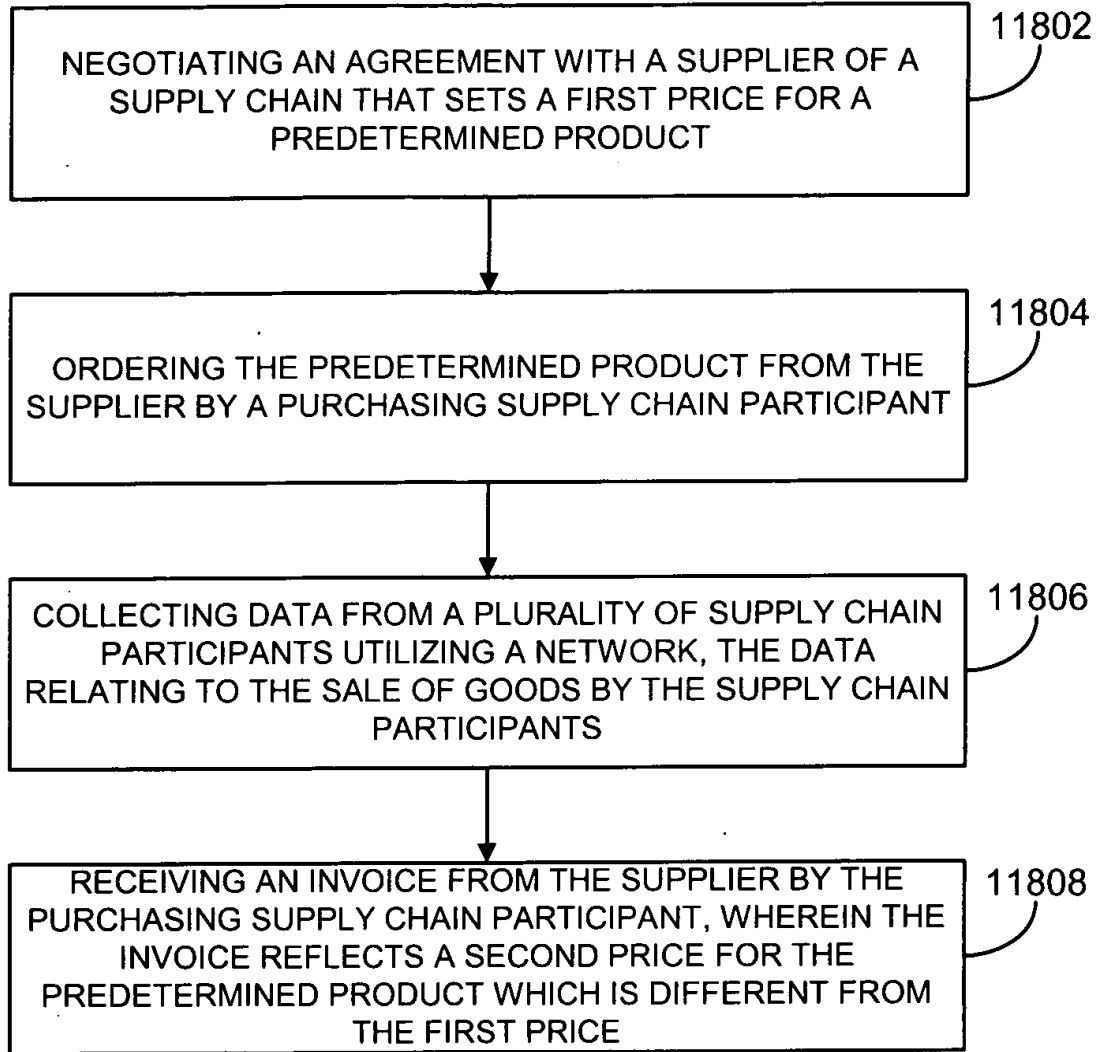 11802
NEGOTIATING AN AGREEMENT WITH A SUPPLIER OF A
SUPPLY CHAIN THAT SETS A FIRST PRICE FOR A
PREDETERMINED PRODUCT
11804
ORDERING THE PREDETERMINED PRODUCT FROM THE
SUPPLIER BY A PURCHASING SUPPLY CHAIN PARTICIPANT
11806
COLLECTING DATA FROM A PLURALITY OF SUPPLY CHAIN
PARTICIPANTS UTILIZING A NETWORK, THE DATA
RELATING TO THE SALE OF GOODS BY THE SUPPLY CHAIN
PARTICIPANTS
11808
RECEIVING AN INVOICE FROM THE SUPPLIER BY THE
PURCHASING SUPPLY CHAIN PARTICIPANT, WHEREIN THE
INVOICE REFLECTS A SECOND PRICE FOR THE
PREDETERMINED PRODUCT WHICH IS DIFFERENT FROM
THE FIRST PRICE